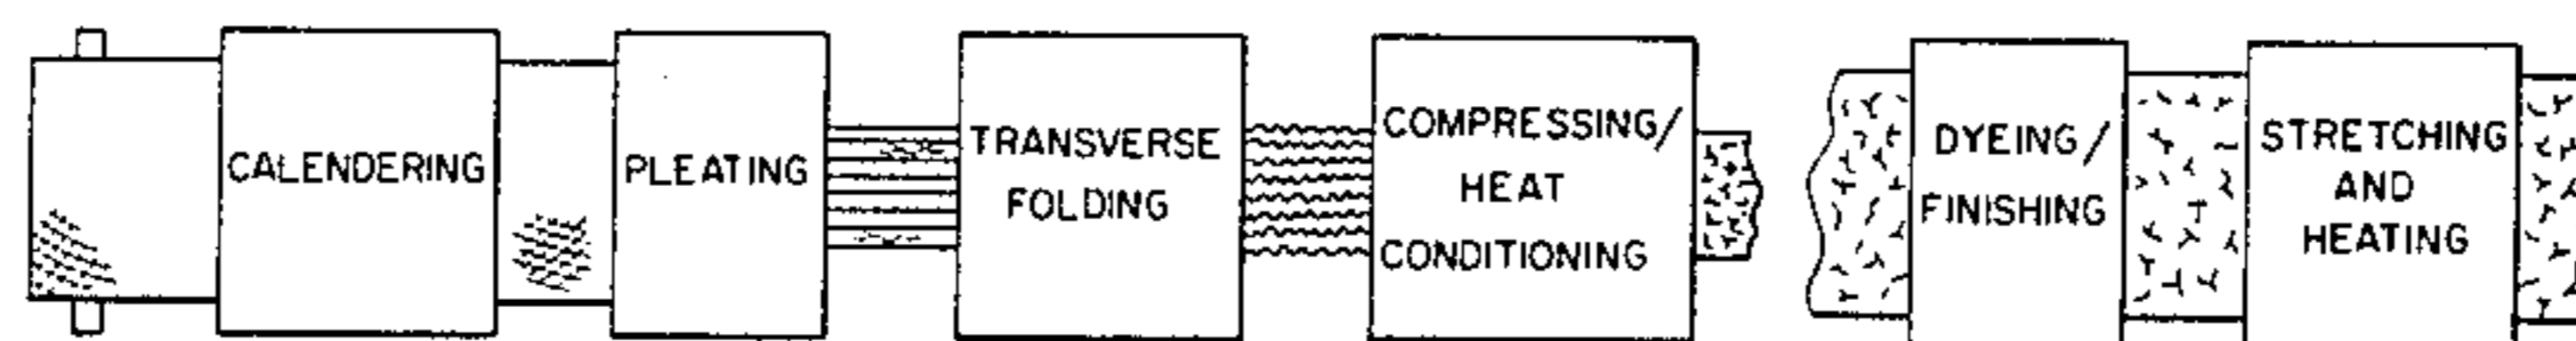 CALENDERING
PLEATING
TRANSVERSE
FOLDING
COMPRESSING/
HEAT
CONDITIONING
DYEING/
FINISHING
STRETCHING
AND
HEATING